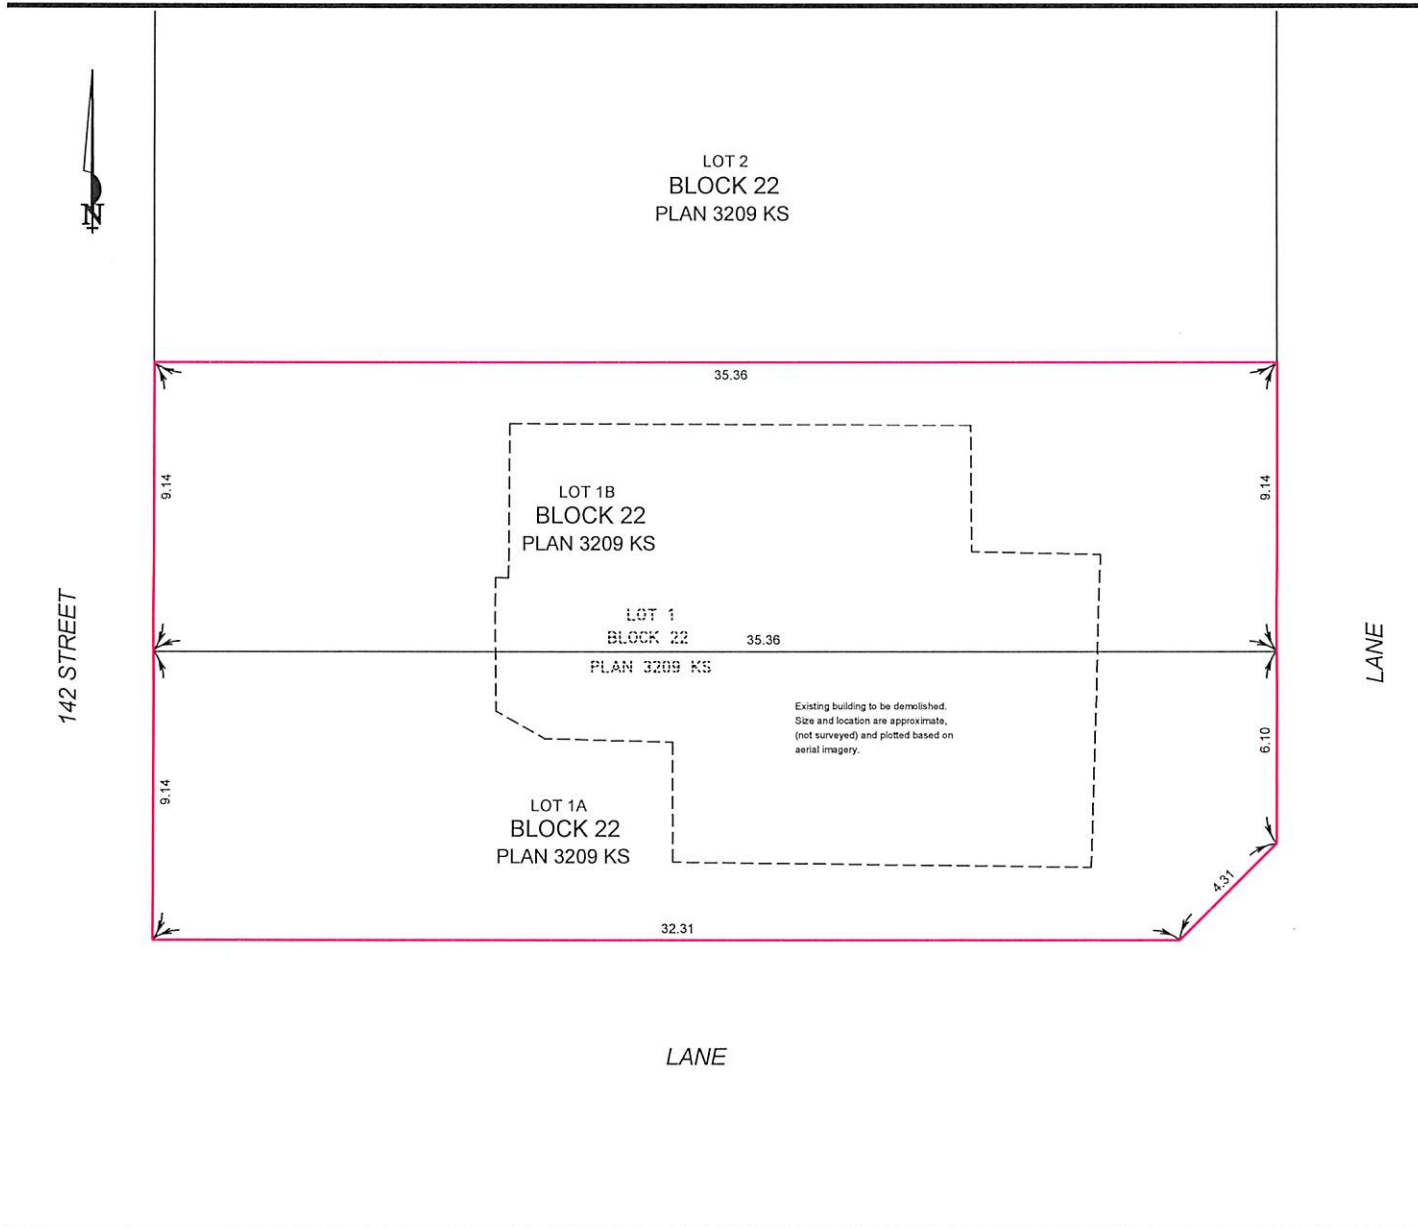 N
LOT 2
BLOCK 22
PLAN 3209 KS
35.36
9.14
9.14
LOT 1B
BLOCK 22
PLAN 3209 KS
142 STREET
LOT 1
BLOCK 22
PLAN 3209 KS
35.36
LANE
Existing building to be demolished.
Size and location are approximate,
(not surveyed) and plotted based on
aerial imagery.
6.10
9.14
LOT 1A
BLOCK 22
PLAN 3209 KS
4.31
32.31
LANE